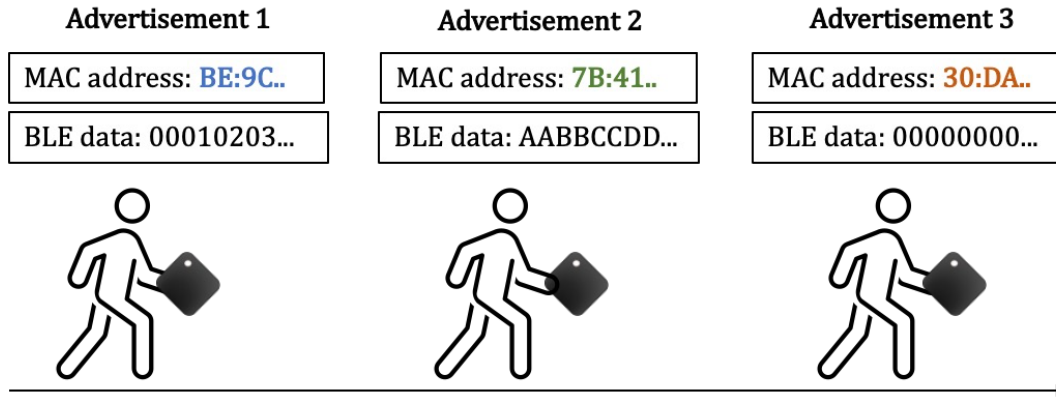 Advertisement 1
MAC address: BE:9C..
BLE data: 00010203...
Advertisement 2
MAC address: 7B:41..
BLE data: AABBCCDD...
Advertisement 3
MAC address: 30:DA..
BLE data: 00000000...